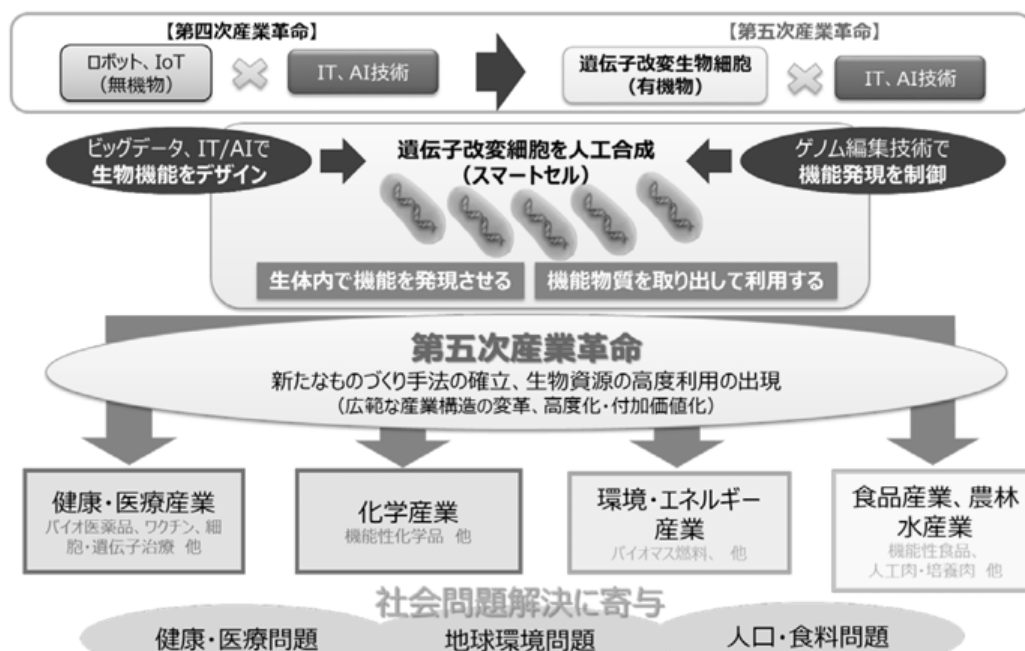 【第四次産業革命】
【第五次産業革命】
ロボット、IoT
（無機物）
IT、AI技術
遺伝子改変生物細胞
（有機物）
IT、AI技術
ビッグデータ、IT/AIで
生物機能をデザイン
遺伝子改変細胞を人工合成
（スマートセル）
ゲノム編集技術で
機能発現を制御
生体内で機能を発現させる
機能物質を取り出して利用する
第五次産業革命
新たなものづくり手法の確立、生物資源の高度利用の出現
（広範な産業構造の変革、高度化・付加価値化）
健康・医療産業
バイオ医薬品、ワクチン、細
胞・遺伝子治療 他
化学産業
機能性化学品 他
環境・エネルギー
産業
バイオマス燃料、 他
食品産業、農林
水産業
機能性食品、
人工肉・培養肉 他
社会問題解決に寄与
健康・医療問題
地球環境問題
人口・食料問題